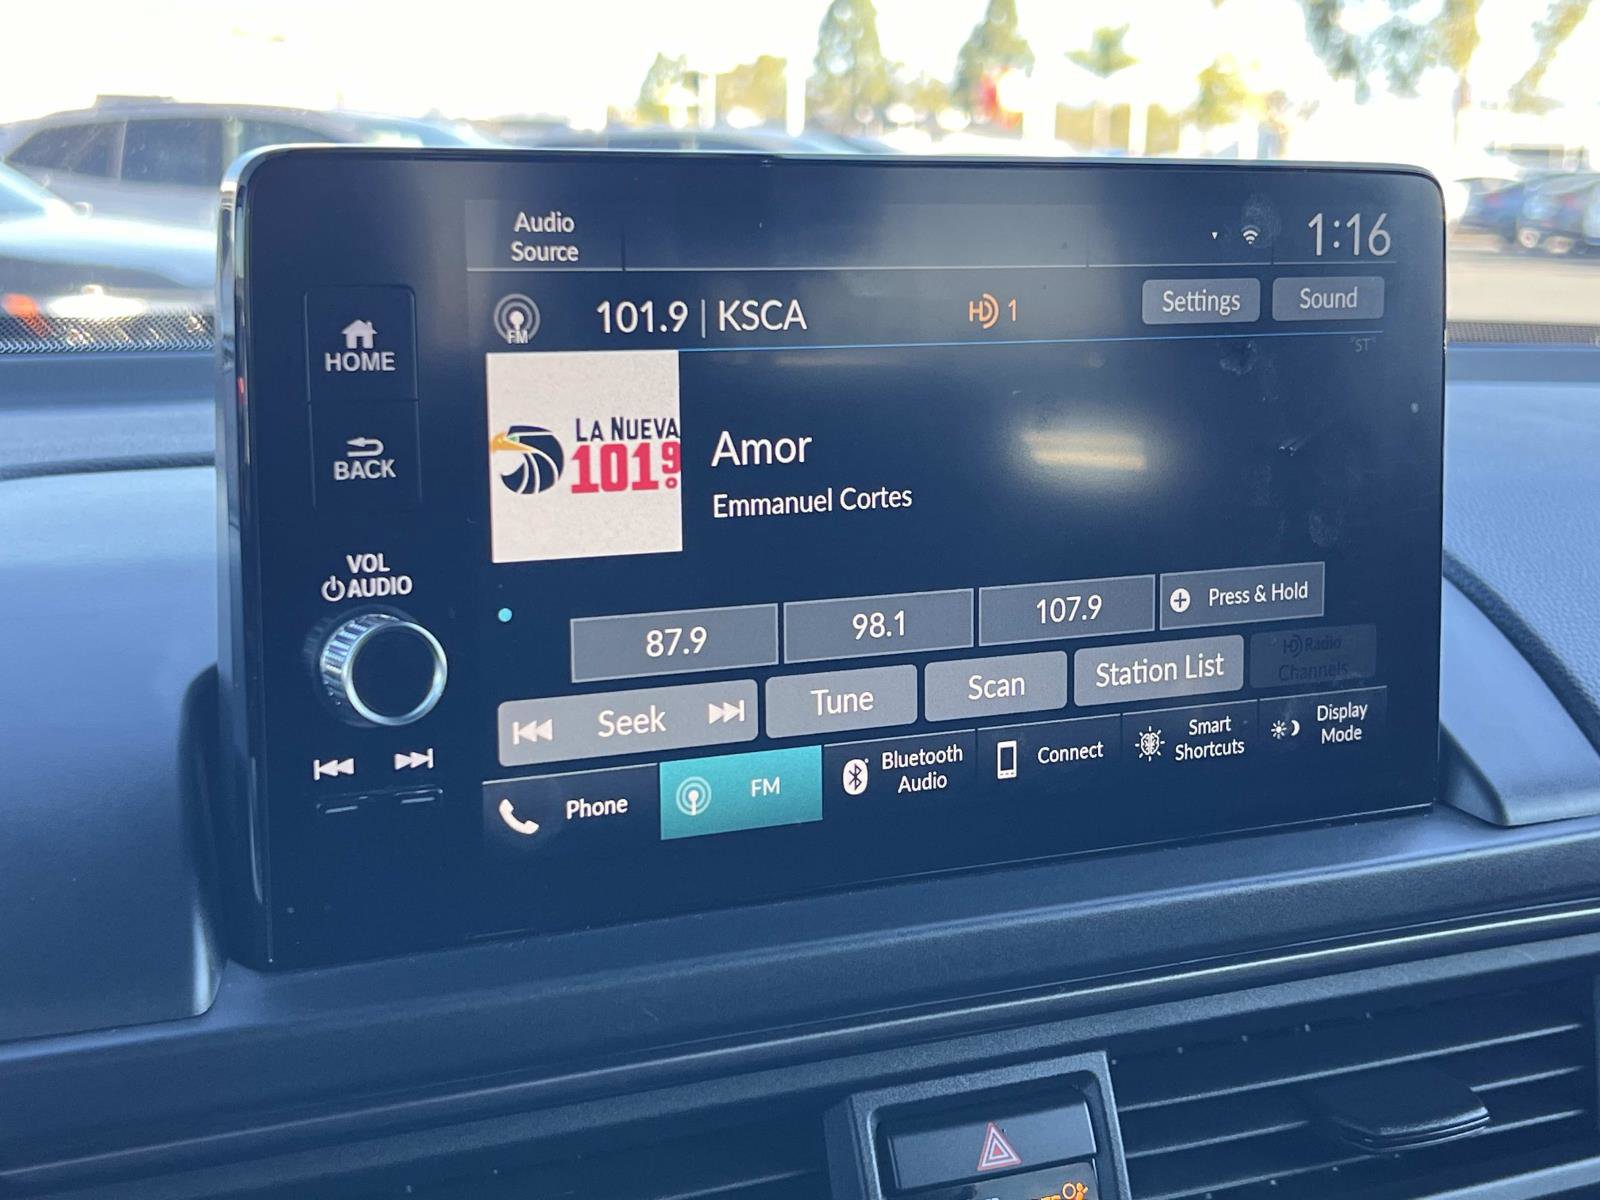 Audio
Source
1:16
FM
101.9 | KSCA
HD 1
Settings
Sound
"ST"
HOME
BACK
VOL
AUDIO
LA NUEVA
101.9
Amor
Emmanuel Cortes
87.9
98.1
107.9
Press & Hold
Seek
Tune
Scan
Station List
HD Radio
Channels
Phone
FM
Bluetooth
Audio
Connect
Smart
Shortcuts
Display
Mode